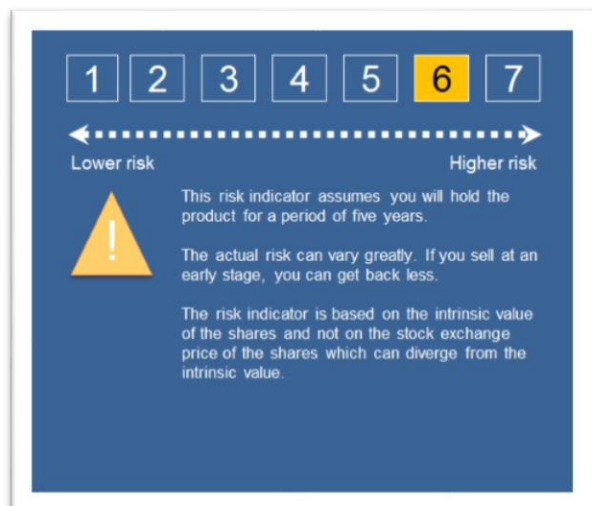 1 2 3 4 5 6 7
Lower risk Higher risk
!
This risk indicator assumes you will hold the
product for a period of five years.
The actual risk can vary greatly. If you sell at an
early stage, you can get back less.
The risk indicator is based on the intrinsic value
of the shares and not on the stock exchange
price of the shares which can diverge from the
intrinsic value.